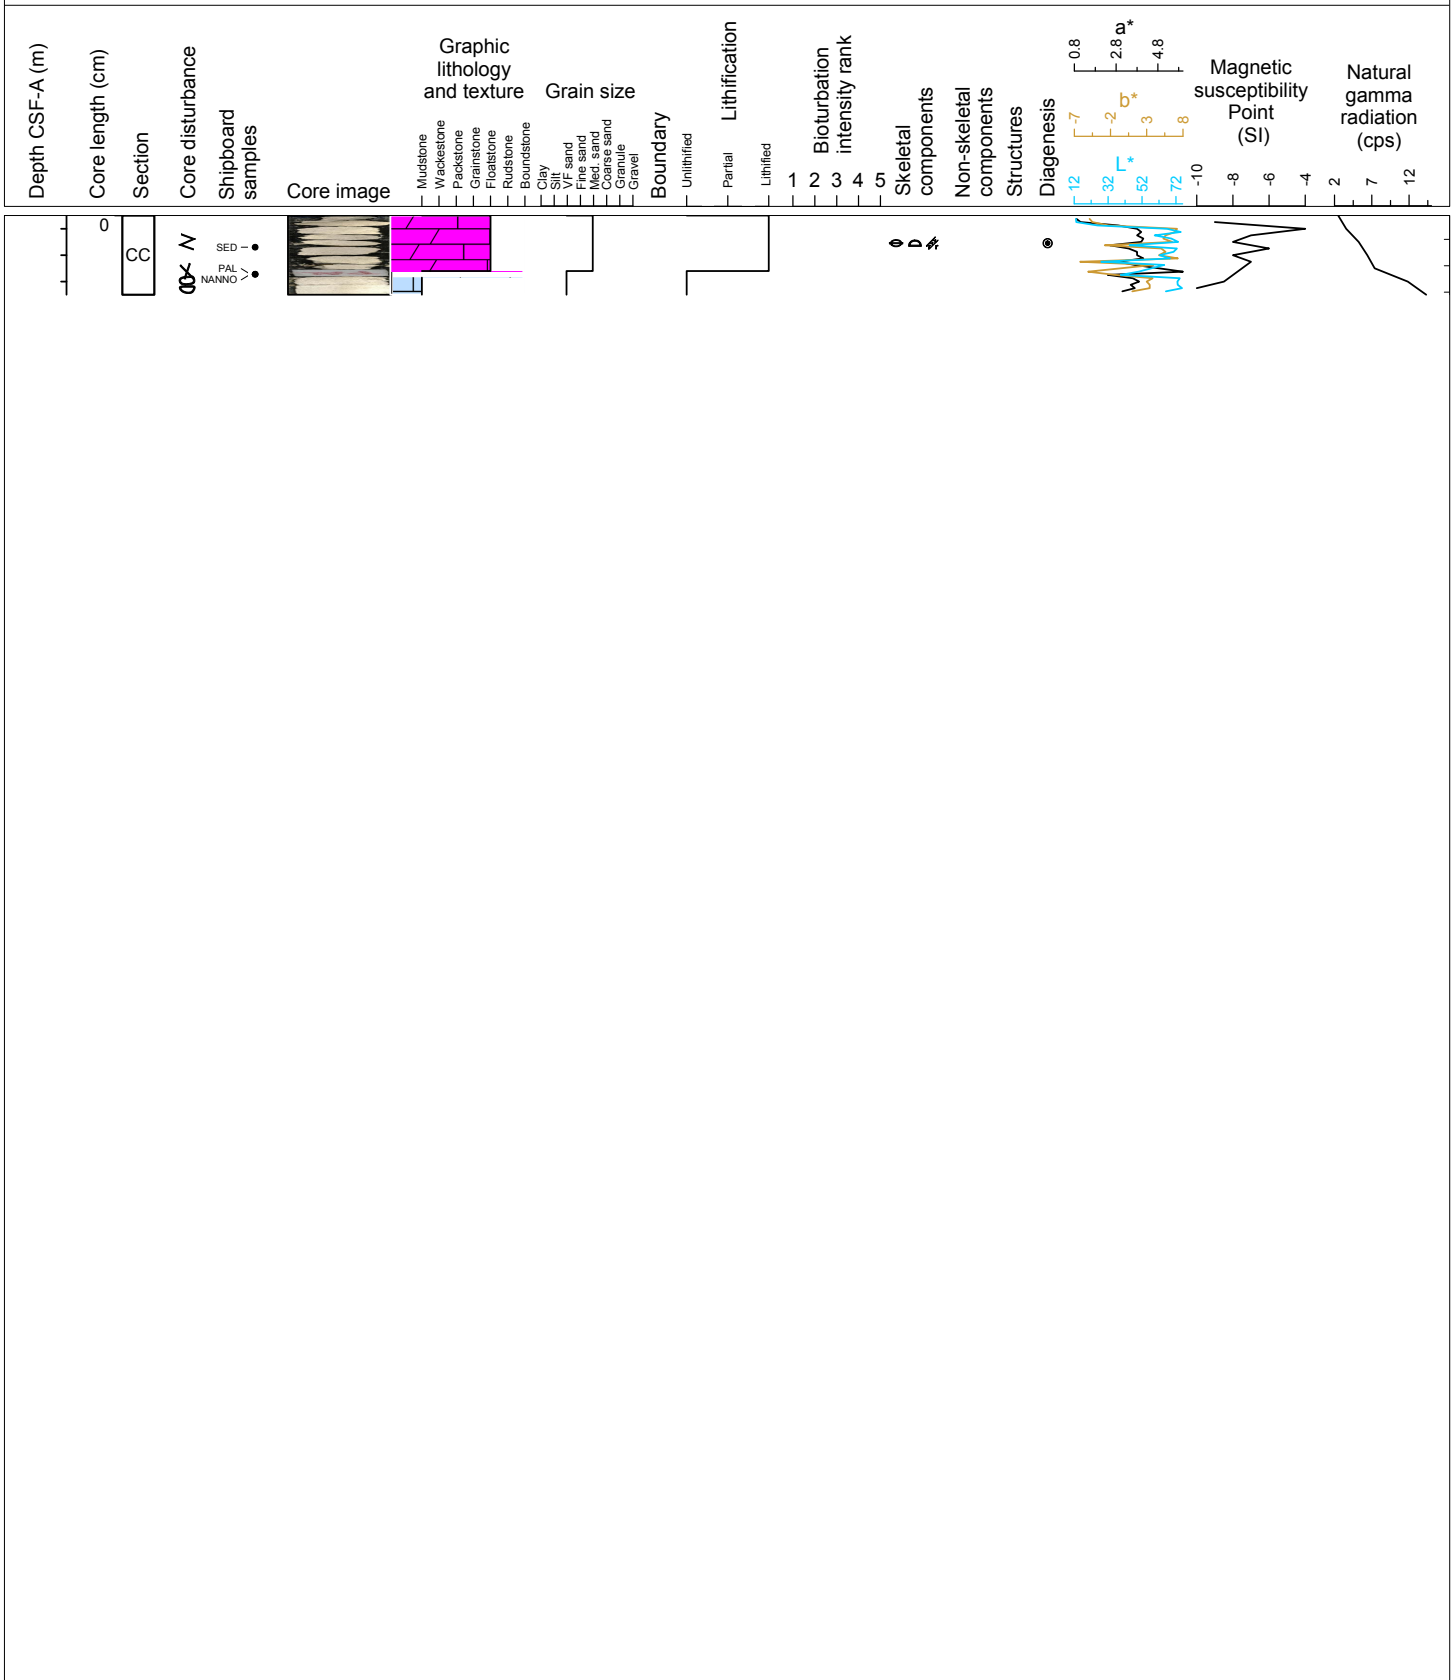 Depth CSF-A (m)
Core length (cm)
Section
Core disturbance
Shipboard
samples
Core image
Graphic
lithology
and texture
Mudstone
Wackestone
Packstone
Grainstone
Floatstone
Rudstone
Boundstone
Grain size
Clay
Silt
VF sand
Fine sand
Med. sand
Coarse sand
Granule
Gravel
Boundary
Lithification
Unlithified
Partial
Lithified
Bioturbation
intensity rank
1 2 3 4 5
Skeletal
components
Non-skeletal
components
Structures
Diagenesis
a*
0.8 2.8 4.8
b*
-7 -2 3 8
L*
12 32 52 72
Magnetic
susceptibility
Point
(SI)
-10 -8 -6 -4
Natural
gamma
radiation
(cps)
2 7 12
0
CC
SED
PAL
NANNO